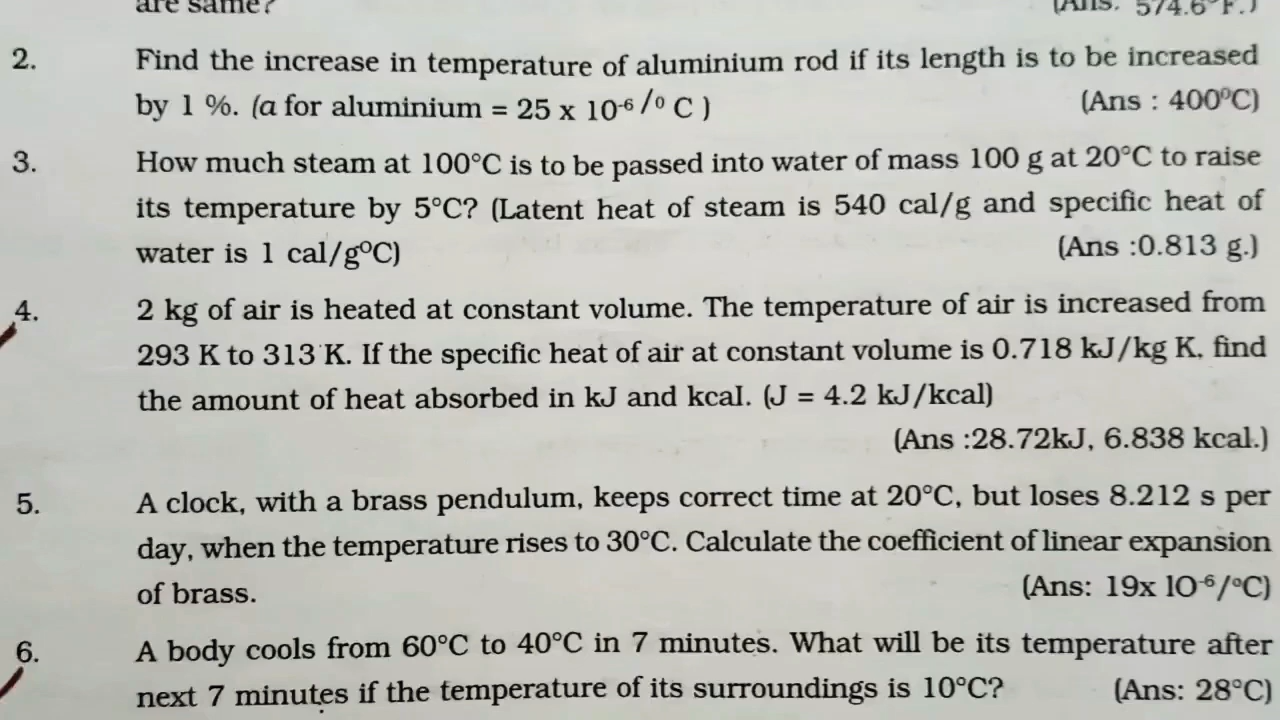 are same? (Ans. 574.6°F.)
2. Find the increase in temperature of aluminium rod if its length is to be increased
by 1 %. (a for aluminium = 25 x 10⁻⁶/⁰ C ) (Ans : 400⁰C)
3. How much steam at 100°C is to be passed into water of mass 100 g at 20°C to raise
its temperature by 5°C? (Latent heat of steam is 540 cal/g and specific heat of
water is 1 cal/g⁰C) (Ans :0.813 g.)
4. 2 kg of air is heated at constant volume. The temperature of air is increased from
293 K to 313 K. If the specific heat of air at constant volume is 0.718 kJ/kg K, find
the amount of heat absorbed in kJ and kcal. (J = 4.2 kJ/kcal)
(Ans :28.72kJ, 6.838 kcal.)
5. A clock, with a brass pendulum, keeps correct time at 20°C, but loses 8.212 s per
day, when the temperature rises to 30°C. Calculate the coefficient of linear expansion
of brass. (Ans: 19x 10⁻⁶/°C)
6. A body cools from 60°C to 40°C in 7 minutes. What will be its temperature after
next 7 minutes if the temperature of its surroundings is 10°C? (Ans: 28°C)